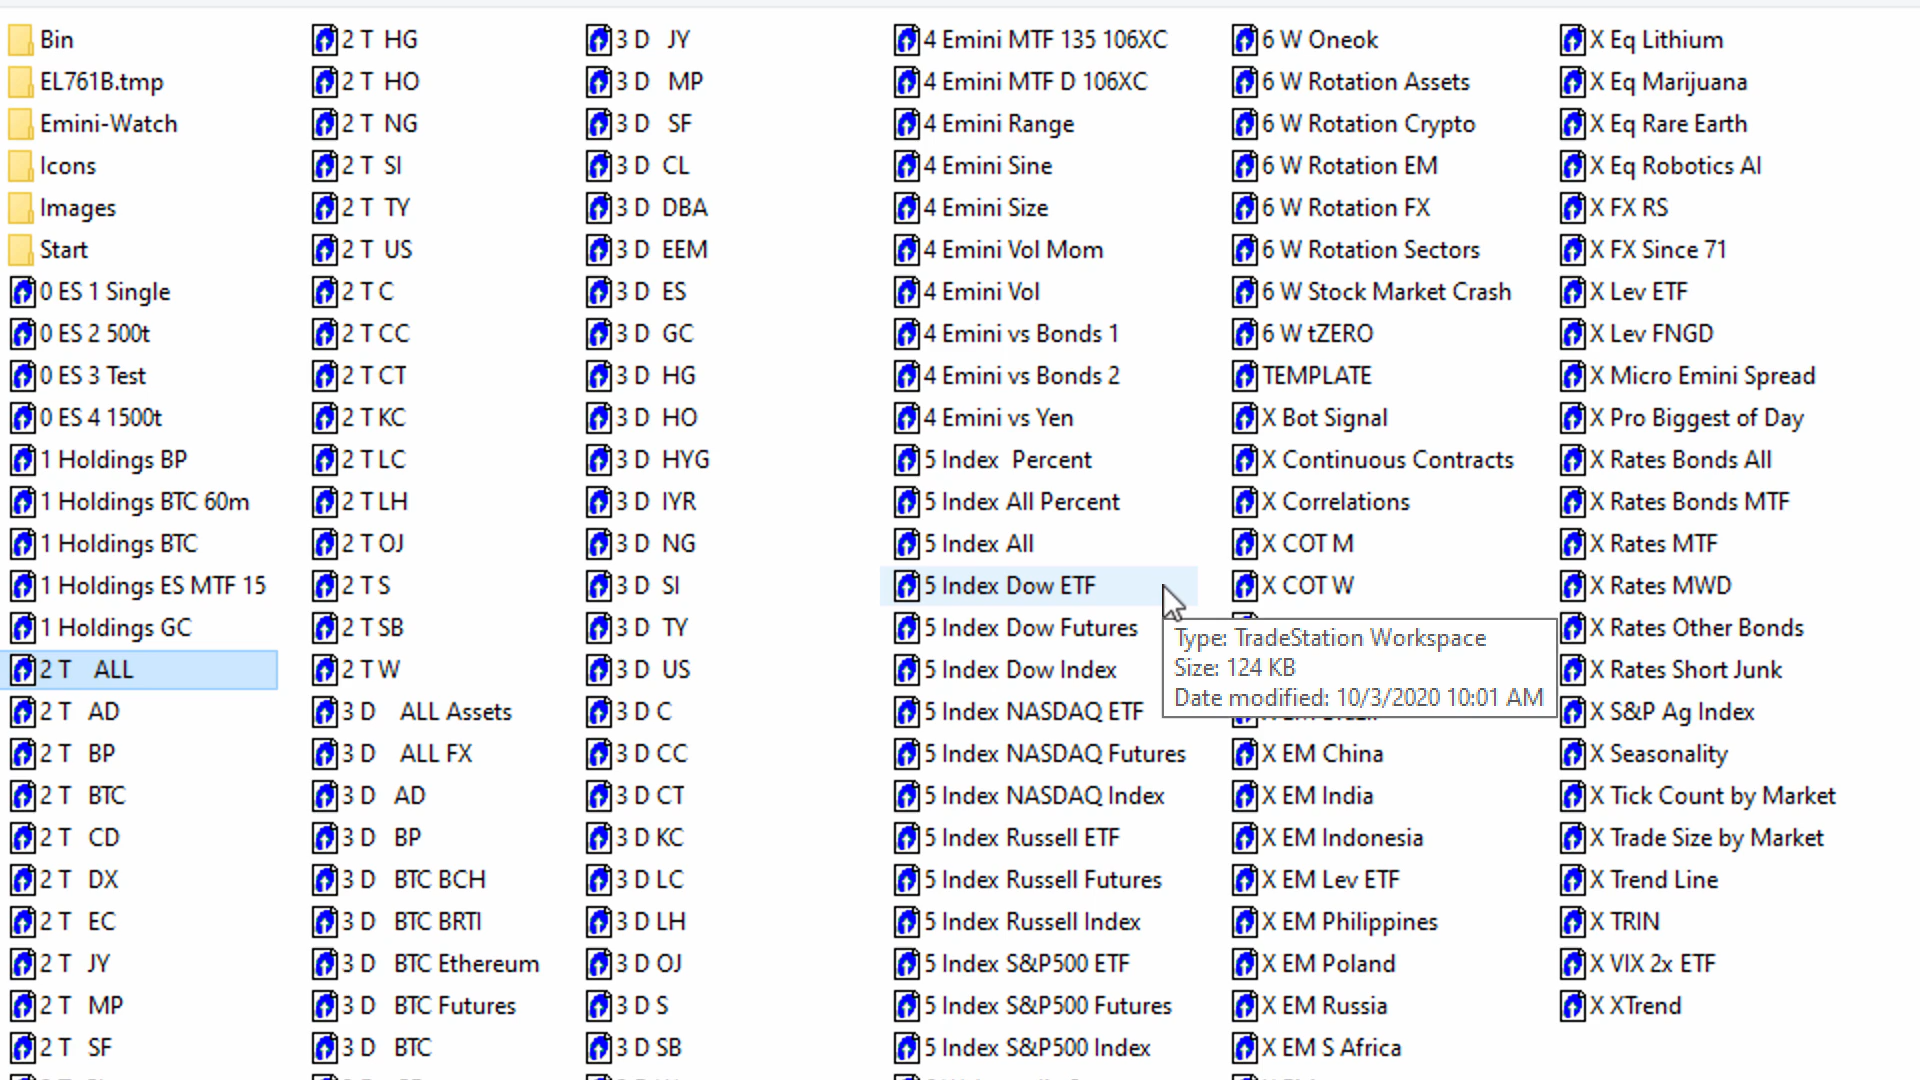 Bin
EL761B.tmp
Emini-Watch
Icons
Images
Start
0 ES 1 Single
0 ES 2 500t
0 ES 3 Test
0 ES 4 1500t
1 Holdings BP
1 Holdings BTC 60m
1 Holdings BTC
1 Holdings ES MTF 15
1 Holdings GC
2 T ALL
2 T AD
2 T BP
2 T BTC
2 T CD
2 T DX
2 T EC
2 T JY
2 T MP
2 T SF
2 T HG
2 T HO
2 T NG
2 T SI
2 T TY
2 T US
2 T C
2 T CC
2 T CT
2 T KC
2 T LC
2 T LH
2 T OJ
2 T S
2 T SB
2 T W
3 D ALL Assets
3 D ALL FX
3 D AD
3 D BP
3 D BTC BCH
3 D BTC BRTI
3 D BTC Ethereum
3 D BTC Futures
3 D BTC
3 D JY
3 D MP
3 D SF
3 D CL
3 D DBA
3 D EEM
3 D ES
3 D GC
3 D HG
3 D HO
3 D HYG
3 D IYR
3 D NG
3 D SI
3 D TY
3 D US
3 D C
3 D CC
3 D CT
3 D KC
3 D LC
3 D LH
3 D OJ
3 D S
3 D SB
4 Emini MTF 135 106XC
4 Emini MTF D 106XC
4 Emini Range
4 Emini Sine
4 Emini Size
4 Emini Vol Mom
4 Emini Vol
4 Emini vs Bonds 1
4 Emini vs Bonds 2
4 Emini vs Yen
5 Index Percent
5 Index All Percent
5 Index All
5 Index Dow ETF
5 Index Dow Futures
5 Index Dow Index
5 Index NASDAQ ETF
5 Index NASDAQ Futures
5 Index NASDAQ Index
5 Index Russell ETF
5 Index Russell Futures
5 Index Russell Index
5 Index S&P500 ETF
5 Index S&P500 Futures
5 Index S&P500 Index
6 W Oneok
6 W Rotation Assets
6 W Rotation Crypto
6 W Rotation EM
6 W Rotation FX
6 W Rotation Sectors
6 W Stock Market Crash
6 W tZERO
TEMPLATE
X Bot Signal
X Continuous Contracts
X Correlations
X COT M
X COT W
Type: TradeStation Workspace
Size: 124 KB
Date modified: 10/3/2020 10:01 AM
X EM China
X EM India
X EM Indonesia
X EM Lev ETF
X EM Philippines
X EM Poland
X EM Russia
X EM S Africa
X Eq Lithium
X Eq Marijuana
X Eq Rare Earth
X Eq Robotics AI
X FX RS
X FX Since 71
X Lev ETF
X Lev FNGD
X Micro Emini Spread
X Pro Biggest of Day
X Rates Bonds All
X Rates Bonds MTF
X Rates MTF
X Rates MWD
X Rates Other Bonds
X Rates Short Junk
X S&P Ag Index
X Seasonality
X Tick Count by Market
X Trade Size by Market
X Trend Line
X TRIN
X VIX 2x ETF
X XTrend